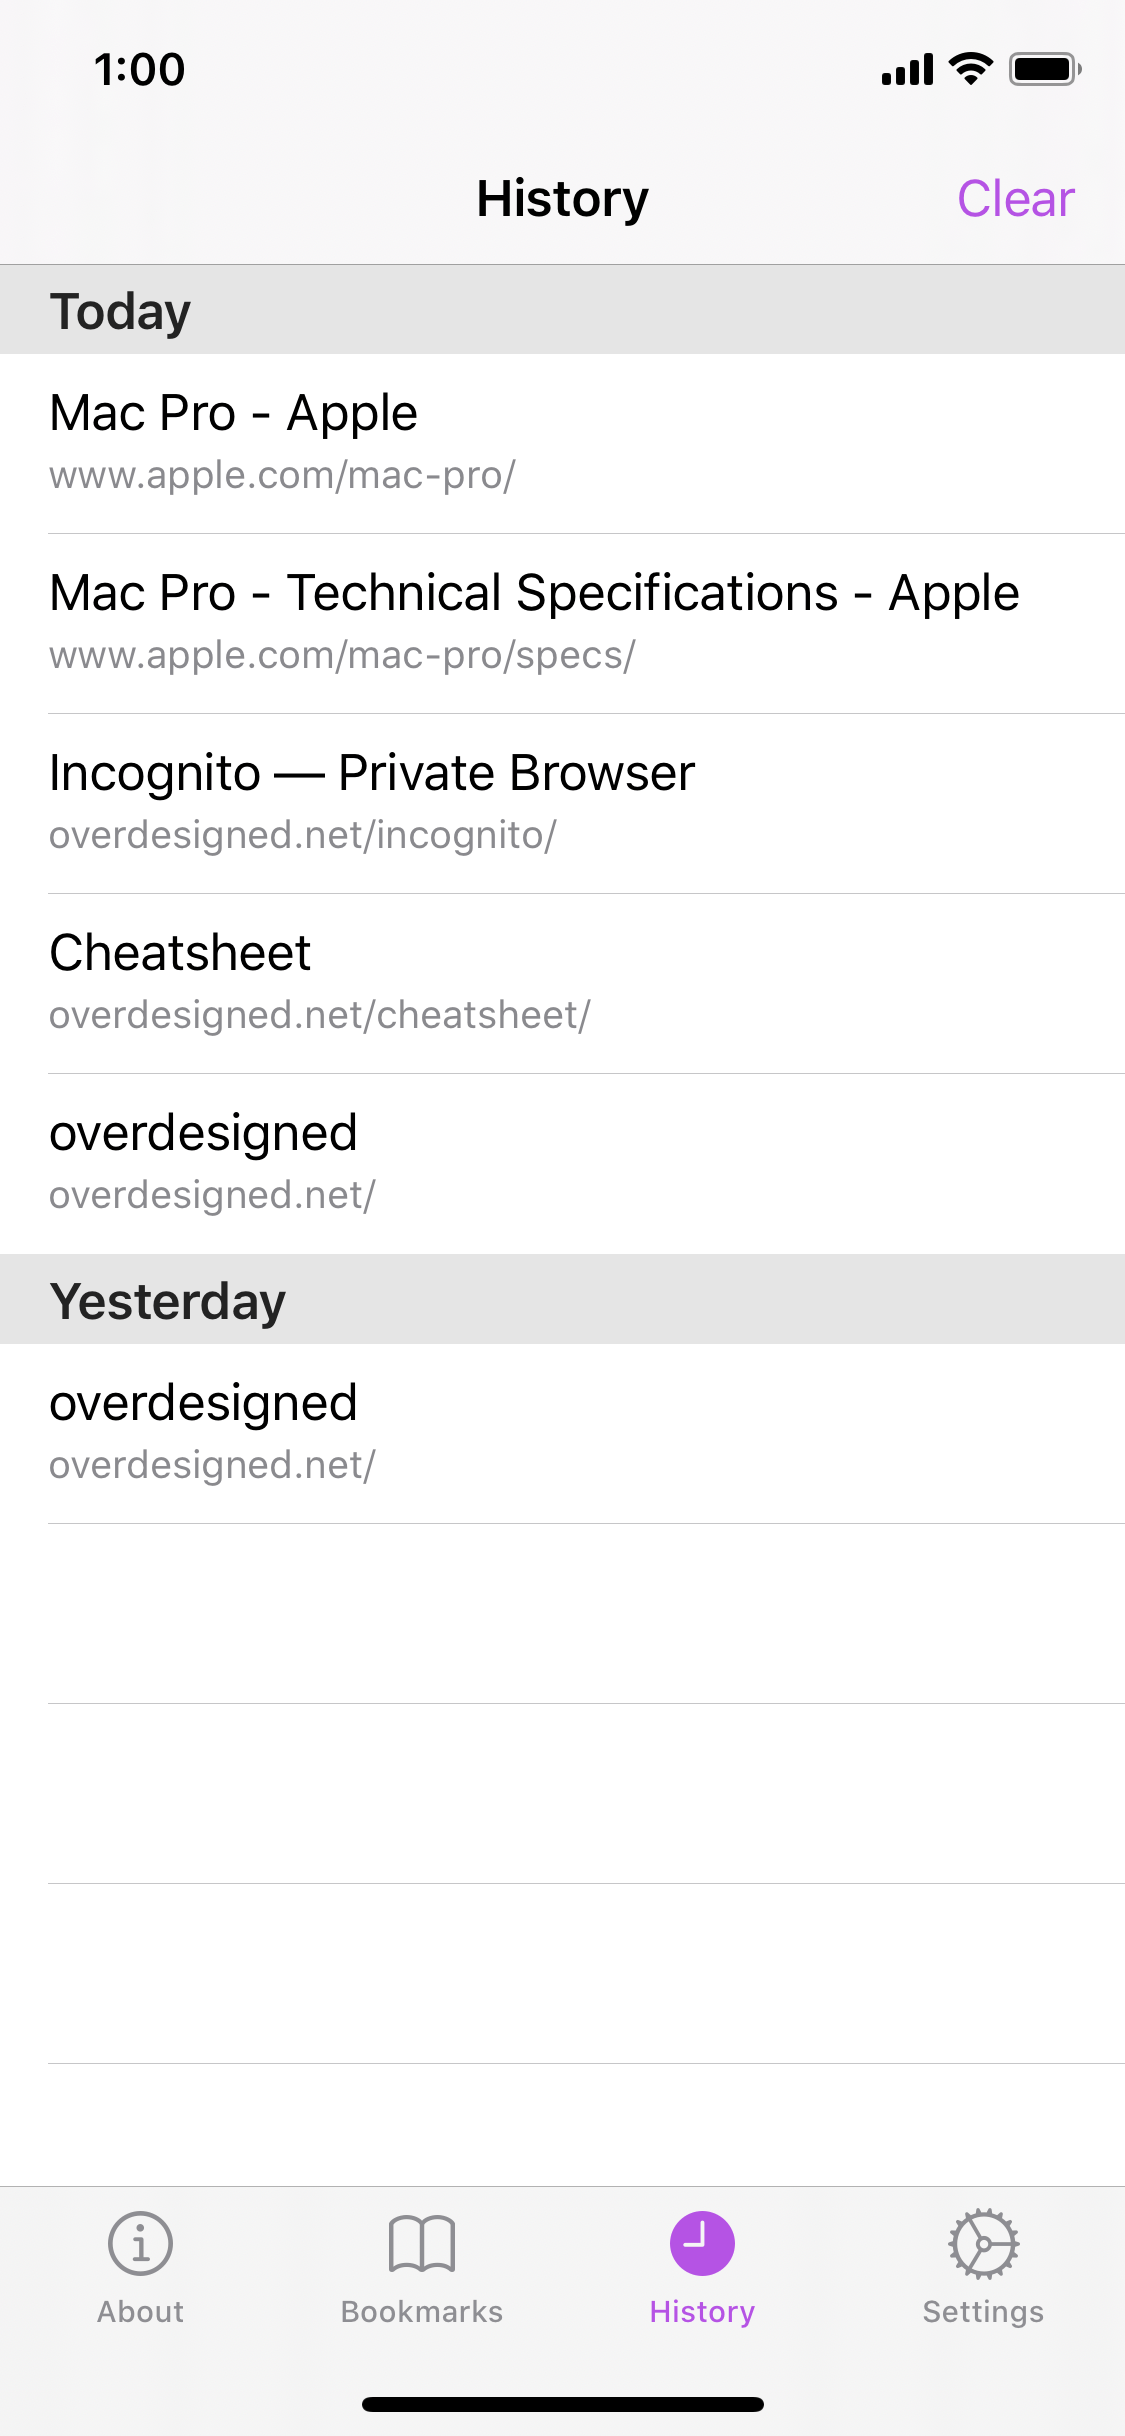 1:00
History
Clear
Today
Mac Pro - Apple
www.apple.com/mac-pro/
Mac Pro - Technical Specifications - Apple
www.apple.com/mac-pro/specs/
Incognito — Private Browser
overdesigned.net/incognito/
Cheatsheet
overdesigned.net/cheatsheet/
overdesigned
overdesigned.net/
Yesterday
overdesigned
overdesigned.net/
About
Bookmarks
History
Settings